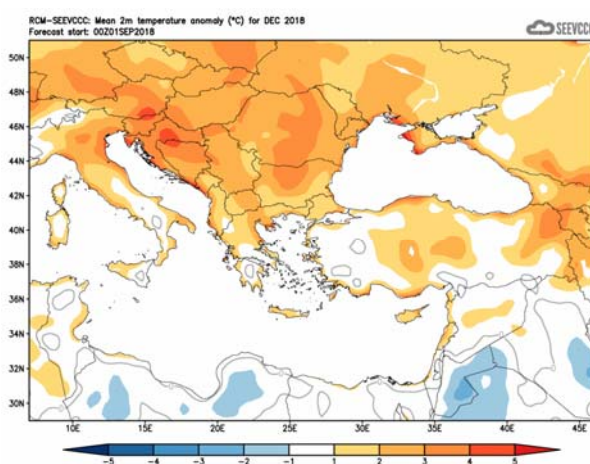 RCM-SEEVCCC: Mean 2m temperature anomaly (°C) for DEC 2018
Forecast start: 00Z01SEP2018
SEEVCCC
50N
48N
46N
44N
42N
40N
38N
36N
34N
32N
30N
10E 15E 20E 25E 30E 35E 40E 45E
-5 -4 -3 -2 -1 1 2 3 4 5